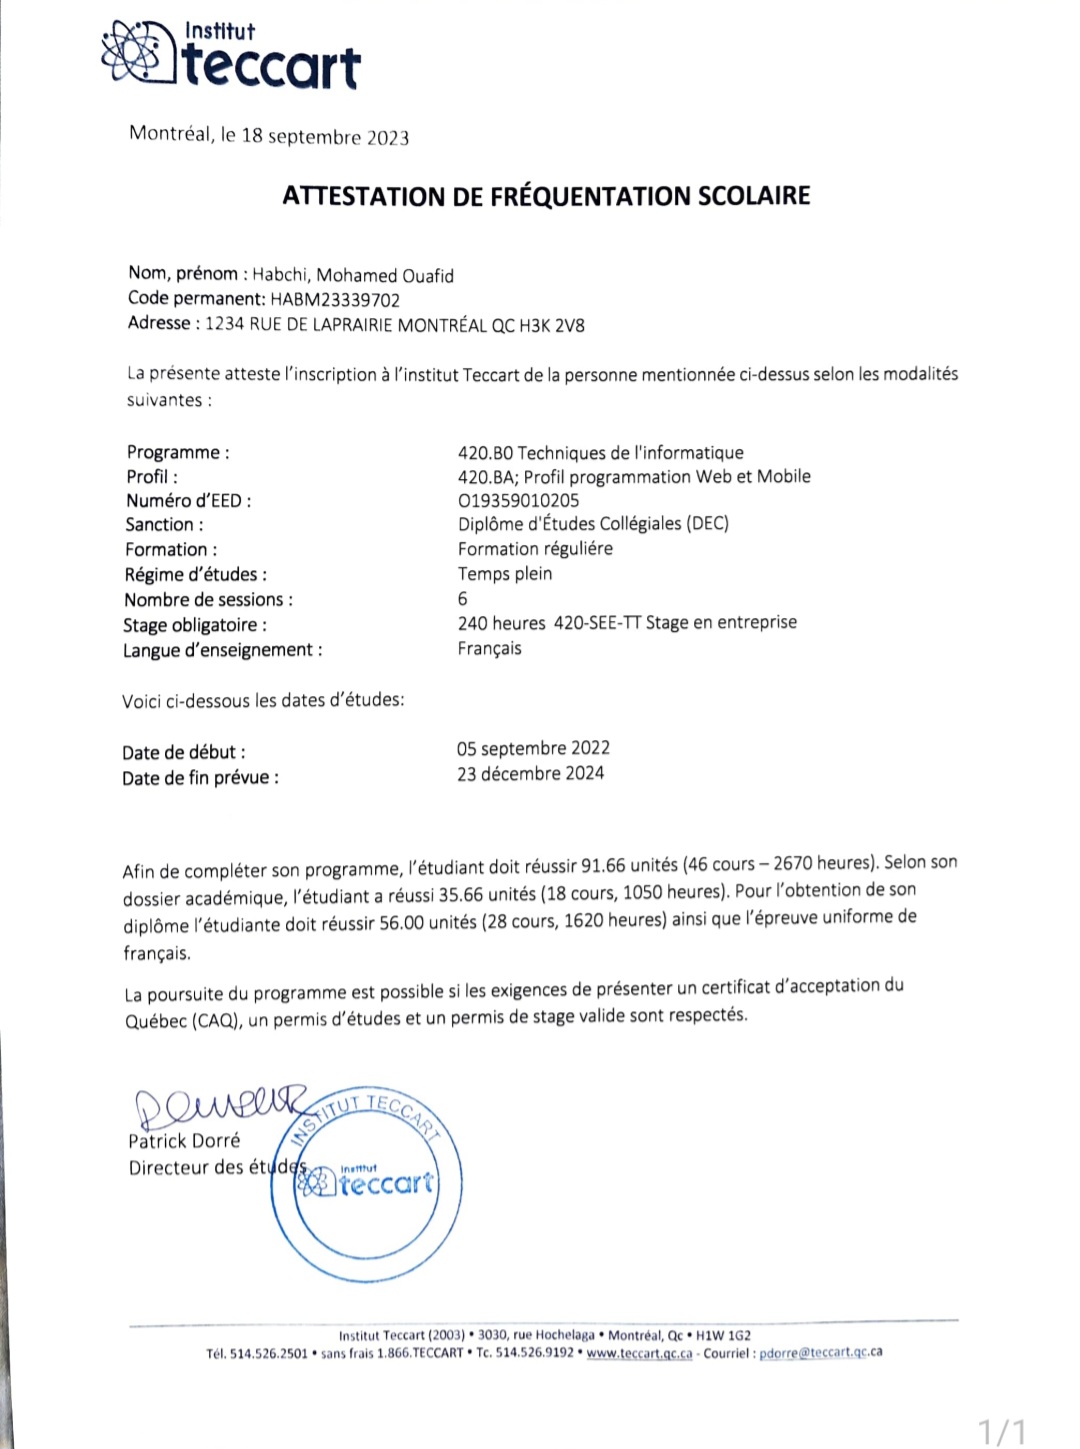 Institut
teccart
Montréal, le 18 septembre 2023
ATTESTATION DE FRÉQUENTATION SCOLAIRE
Nom, prénom : Habchi, Mohamed Ouafid
Code permanent: HABM23339702
Adresse : 1234 RUE DE LAPRAIRIE MONTRÉAL QC H3K 2V8
La présente atteste l'inscription à l'institut Teccart de la personne mentionnée ci-dessus selon les modalités
suivantes :
Programme : 420.B0 Techniques de l'informatique
Profil : 420.BA; Profil programmation Web et Mobile
Numéro d'EED : O19359010205
Sanction : Diplôme d'Études Collégiales (DEC)
Formation : Formation réguliére
Régime d'études : Temps plein
Nombre de sessions : 6
Stage obligatoire : 240 heures 420-SEE-TT Stage en entreprise
Langue d'enseignement : Français
Voici ci-dessous les dates d'études:
Date de début : 05 septembre 2022
Date de fin prévue : 23 décembre 2024
Afin de compléter son programme, l'étudiant doit réussir 91.66 unités (46 cours – 2670 heures). Selon son
dossier académique, l'étudiant a réussi 35.66 unités (18 cours, 1050 heures). Pour l'obtention de son
diplôme l'étudiante doit réussir 56.00 unités (28 cours, 1620 heures) ainsi que l'épreuve uniforme de
français.
La poursuite du programme est possible si les exigences de présenter un certificat d'acceptation du
Québec (CAQ), un permis d'études et un permis de stage valide sont respectés.
Patrick Dorré
Directeur des études
INSTITUT TECCART
Institut
teccart
Institut Teccart (2003) • 3030, rue Hochelaga • Montréal, Qc • H1W 1G2
Tél. 514.526.2501 • sans frais 1.866.TECCART • Tc. 514.526.9192 • www.teccart.qc.ca - Courriel : pdorre@teccart.qc.ca
1/1